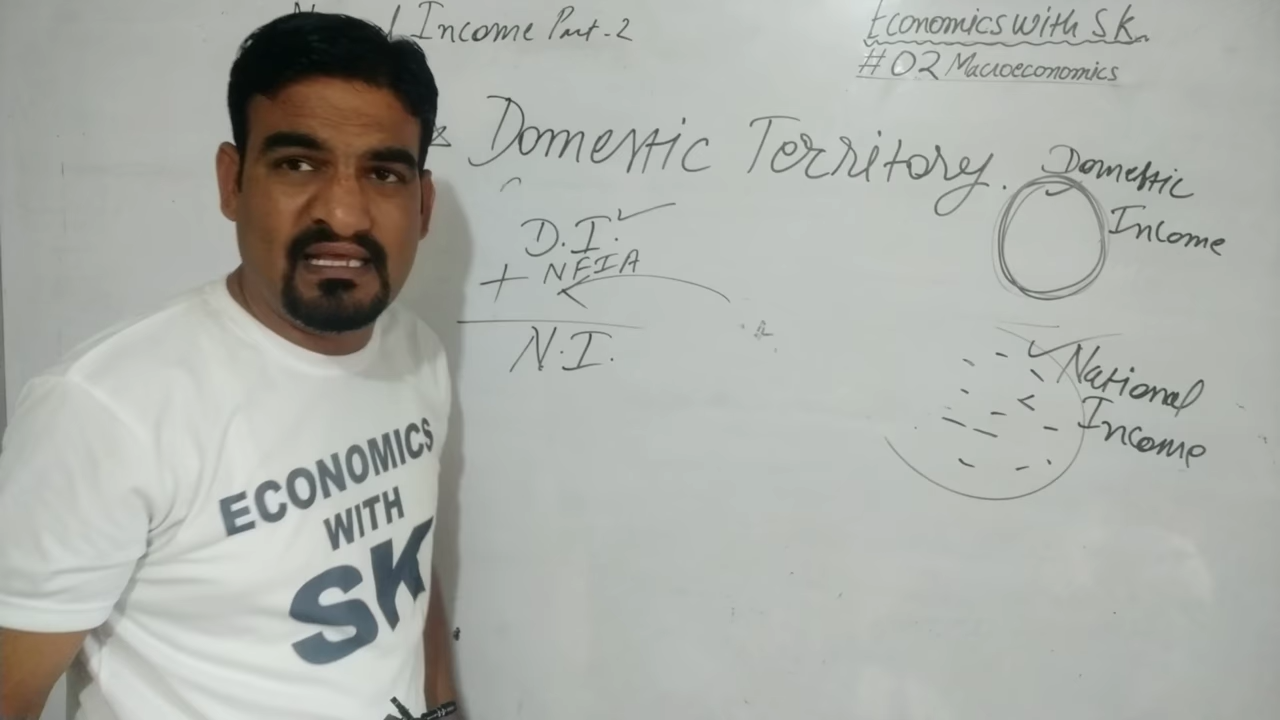 Income Part-2
Economics with SK
#02 Macroeconomics
Domestic Territory.
D.I.
+ NFIA
N.I.
Domestic
Income
National
Income
ECONOMICS
WITH
SK